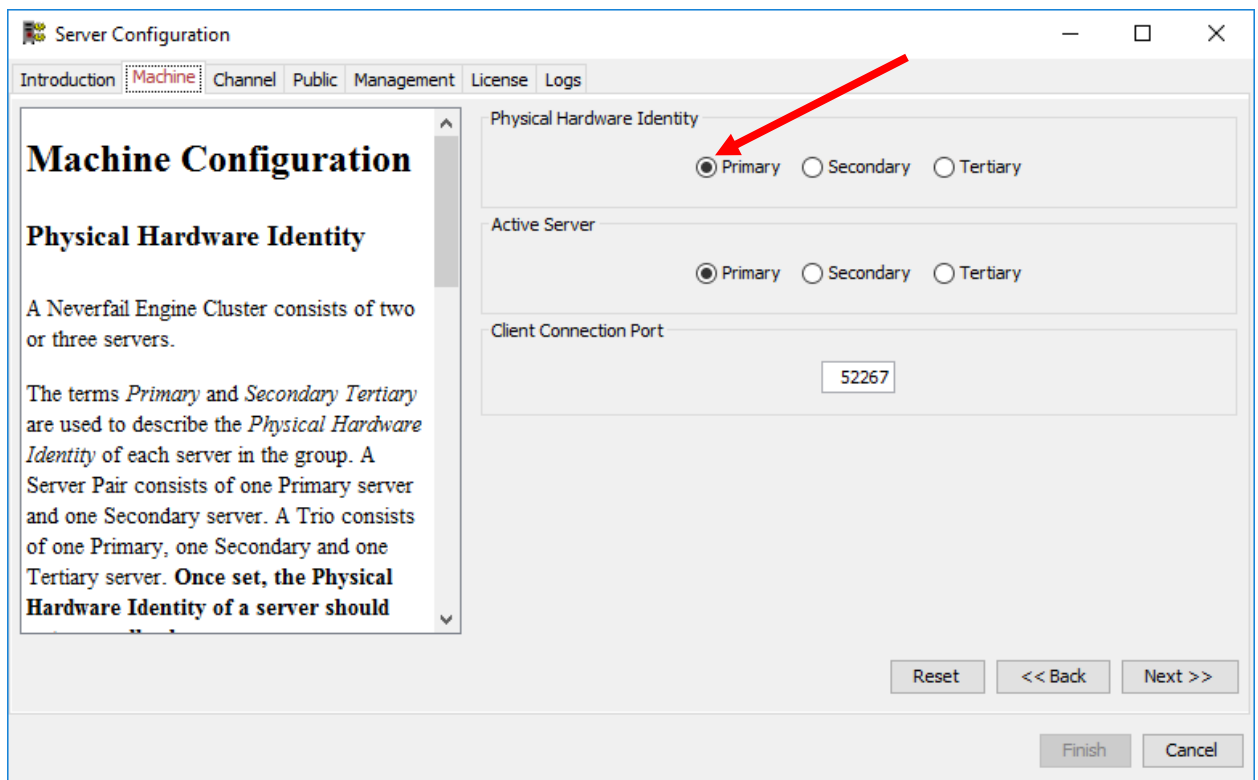 Server Configuration
Introduction Machine Channel Public Management License Logs
Machine Configuration
Physical Hardware Identity
A Neverfail Engine Cluster consists of two
or three servers.
The terms Primary and Secondary Tertiary
are used to describe the Physical Hardware
Identity of each server in the group. A
Server Pair consists of one Primary server
and one Secondary server. A Trio consists
of one Primary, one Secondary and one
Tertiary server. Once set, the Physical
Hardware Identity of a server should
Physical Hardware Identity
Primary Secondary Tertiary
Active Server
Primary Secondary Tertiary
Client Connection Port
52267
Reset << Back Next >>
Finish Cancel